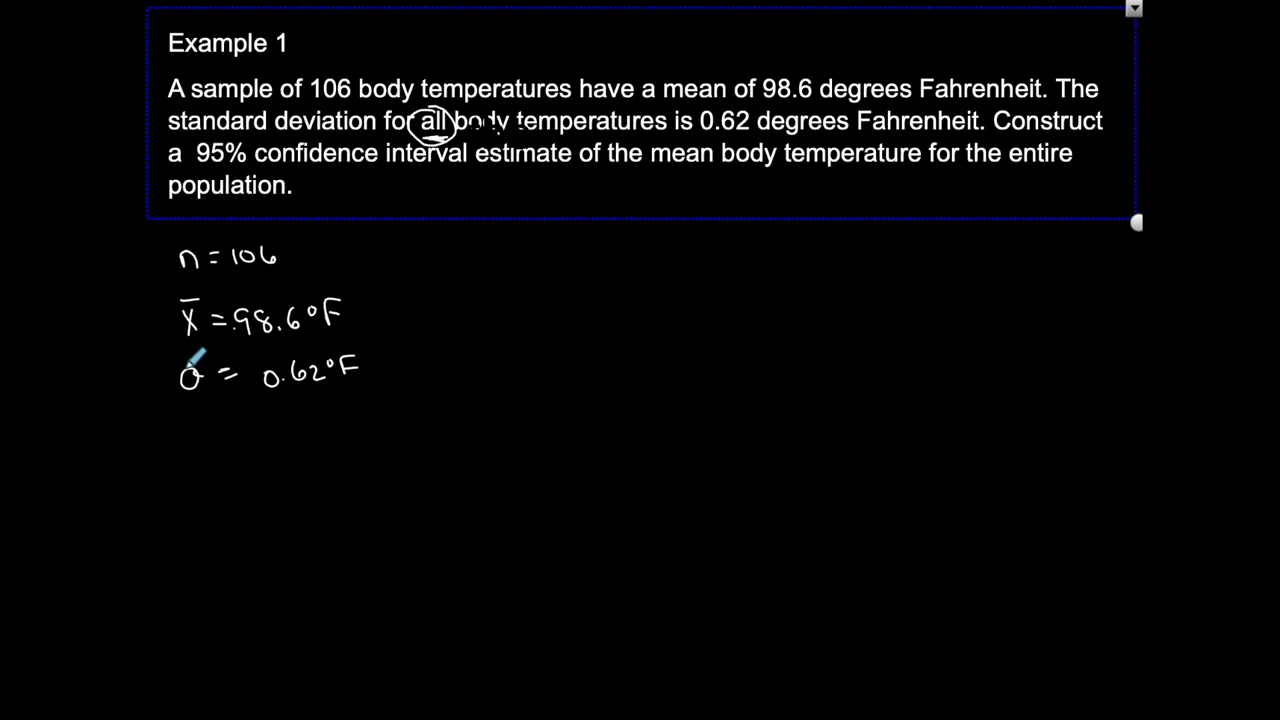 Example 1
A sample of 106 body temperatures have a mean of 98.6 degrees Fahrenheit. The
standard deviation for all body temperatures is 0.62 degrees Fahrenheit. Construct
a 95% confidence interval estimate of the mean body temperature for the entire
population.
n = 106
x̄ = 98.6°F
σ = 0.62°F